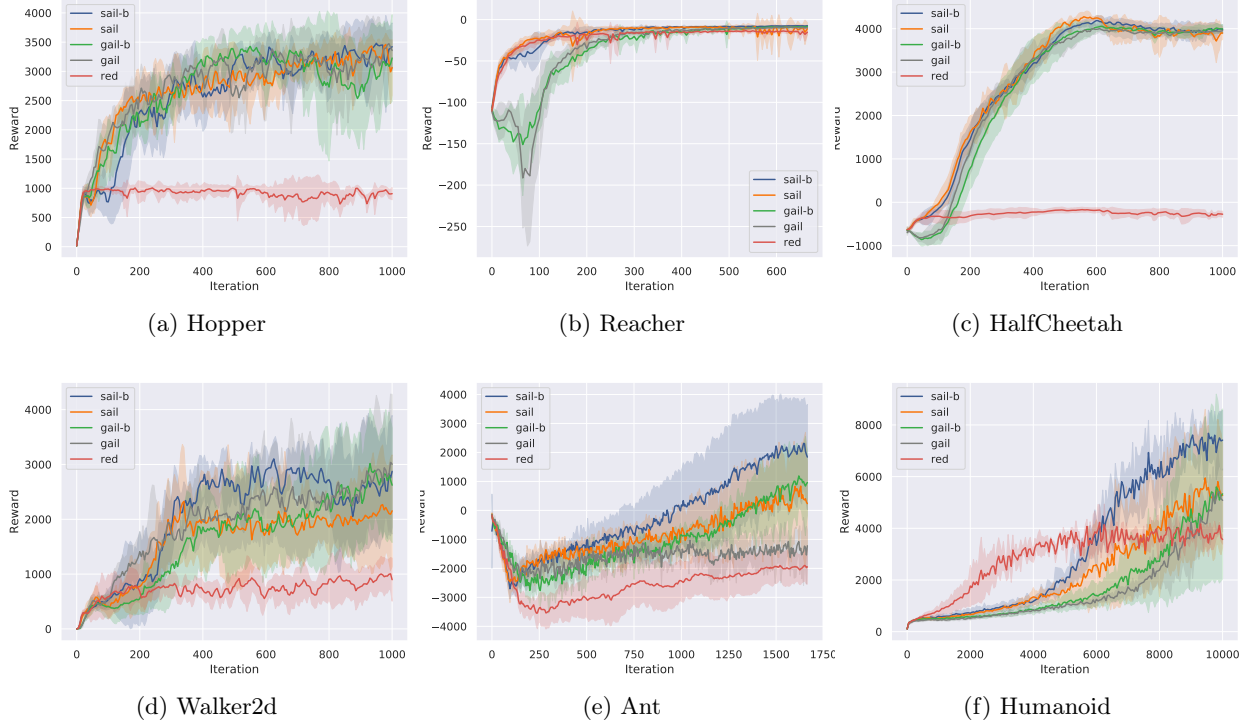 4000
3500
3000
2500
2000
1500
1000
500
0
Reward
sail-b
sail
gail-b
gail
red
0 200 400 600 800 1000
Iteration
(a) Hopper
0
−50
−100
−150
−200
−250
Reward
sail-b
sail
gail-b
gail
red
0 100 200 300 400 500 600
Iteration
(b) Reacher
4000
3000
2000
1000
0
−1000
Reward
sail-b
sail
gail-b
gail
red
0 200 400 600 800 1000
Iteration
(c) HalfCheetah
4000
3000
2000
1000
0
Reward
sail-b
sail
gail-b
gail
red
0 200 400 600 800 1000
Iteration
(d) Walker2d
4000
3000
2000
1000
0
−1000
−2000
−3000
−4000
Reward
sail-b
sail
gail-b
gail
red
0 250 500 750 1000 1250 1500 1750
Iteration
(e) Ant
8000
6000
4000
2000
0
Reward
sail-b
sail
gail-b
gail
red
0 2000 4000 6000 8000 10000
Iteration
(f) Humanoid